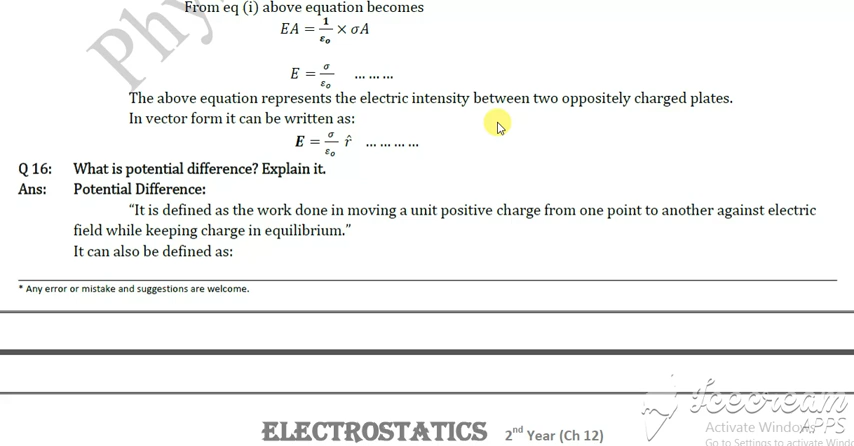 From eq (i) above equation becomes
EA = 1/ε₀ × σA
E = σ/ε₀ … … …
The above equation represents the electric intensity between two oppositely charged plates.
In vector form it can be written as:
E = σ/ε₀ r̂ … … … …
Q 16: What is potential difference? Explain it.
Ans: Potential Difference:
"It is defined as the work done in moving a unit positive charge from one point to another against electric
field while keeping charge in equilibrium."
It can also be defined as:
* Any error or mistake and suggestions are welcome.
Icecream
APPS
Activate Windows
Go to Settings to activate Windo
ELECTROSTATICS 2nd Year (Ch 12)